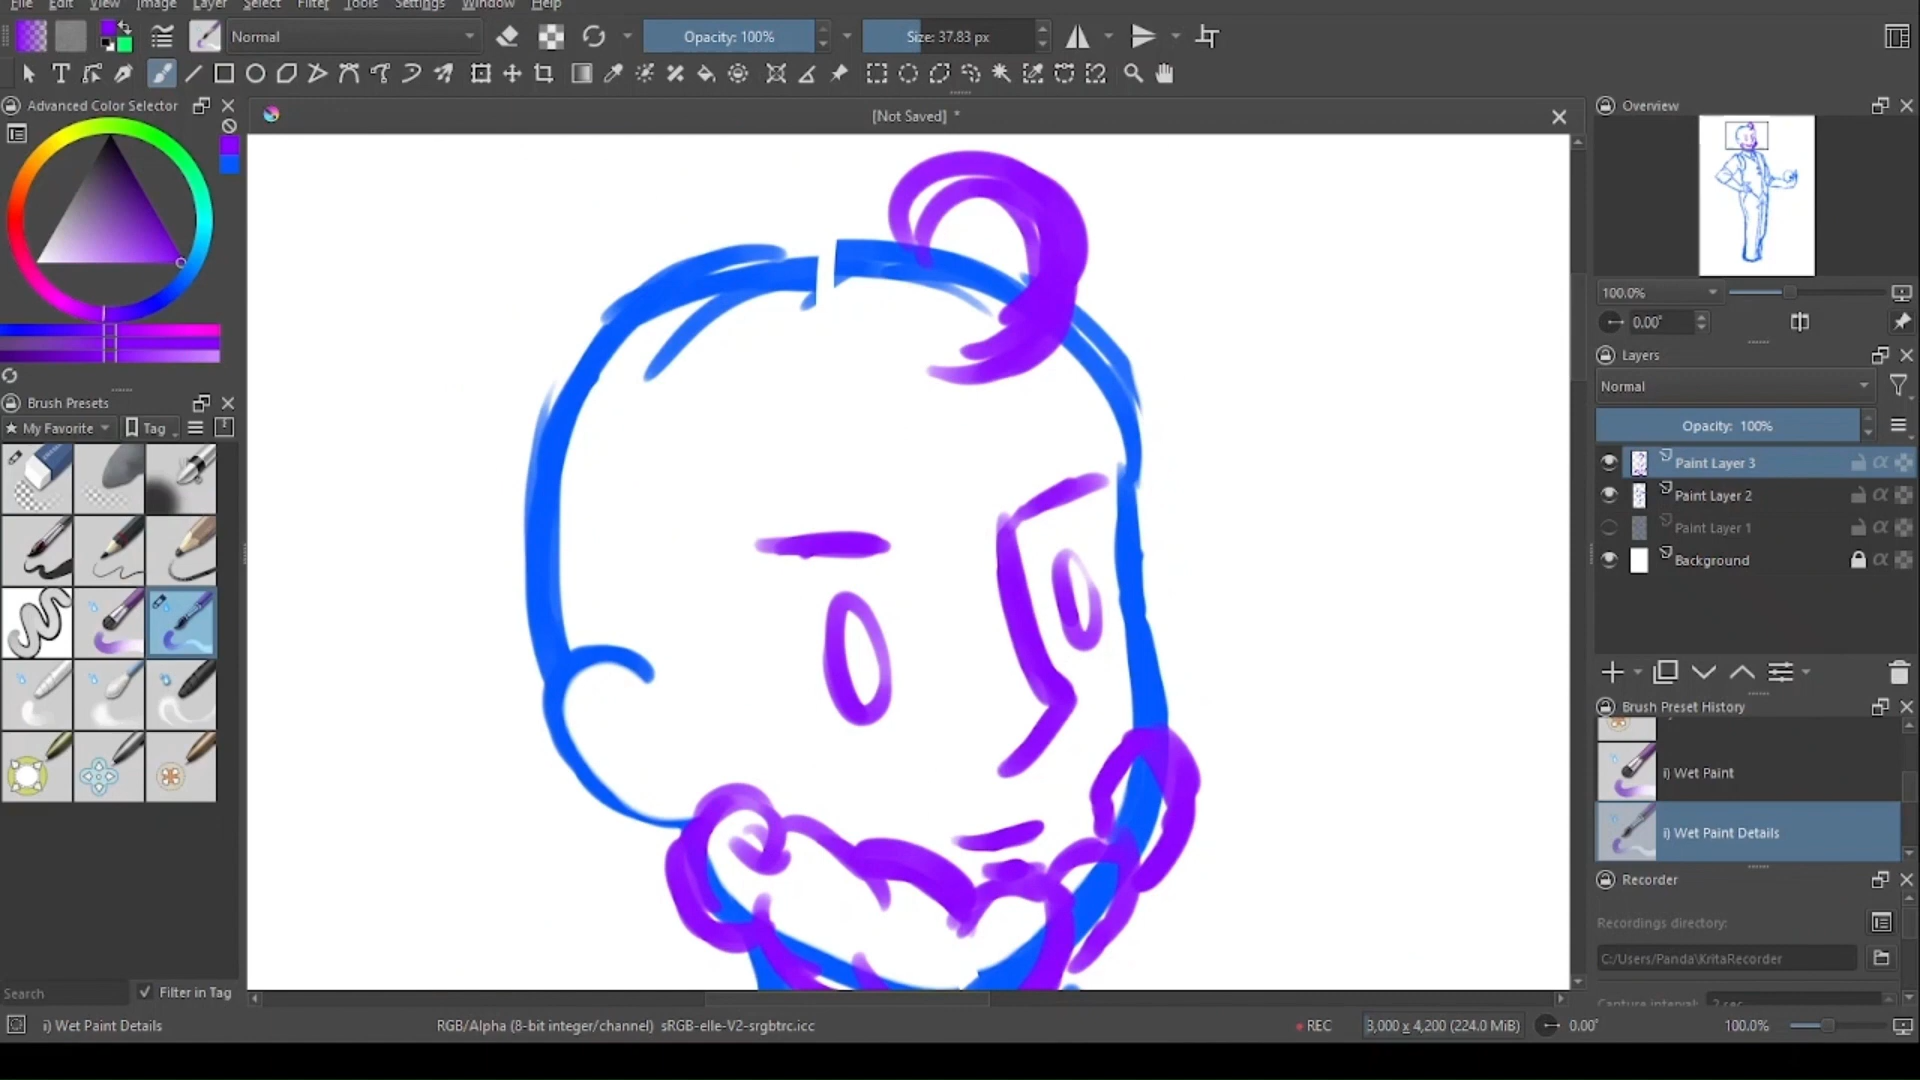 File Edit View Image Layer Select Filter Tools Settings Window Help
Normal
Opacity: 100%
Size: 37.83 px
Advanced Color Selector
[Not Saved] *
Overview
100.0%
0.00°
Layers
Normal
Opacity: 100%
Paint Layer 3
Paint Layer 2
Paint Layer 1
Background
Brush Presets
★ My Favorite
Tag
Brush Preset History
i) Wet Paint
i) Wet Paint Details
Recorder
Recordings directory:
C:/Users/Panda\KritaRecorder
Capture interval: 2 sec.
Search
Filter in Tag
i) Wet Paint Details
RGB/Alpha (8-bit integer/channel) sRGB-elle-V2-srgbtrc.icc
REC
3,000 x 4,200 (224.0 MiB)
0.00°
100.0%